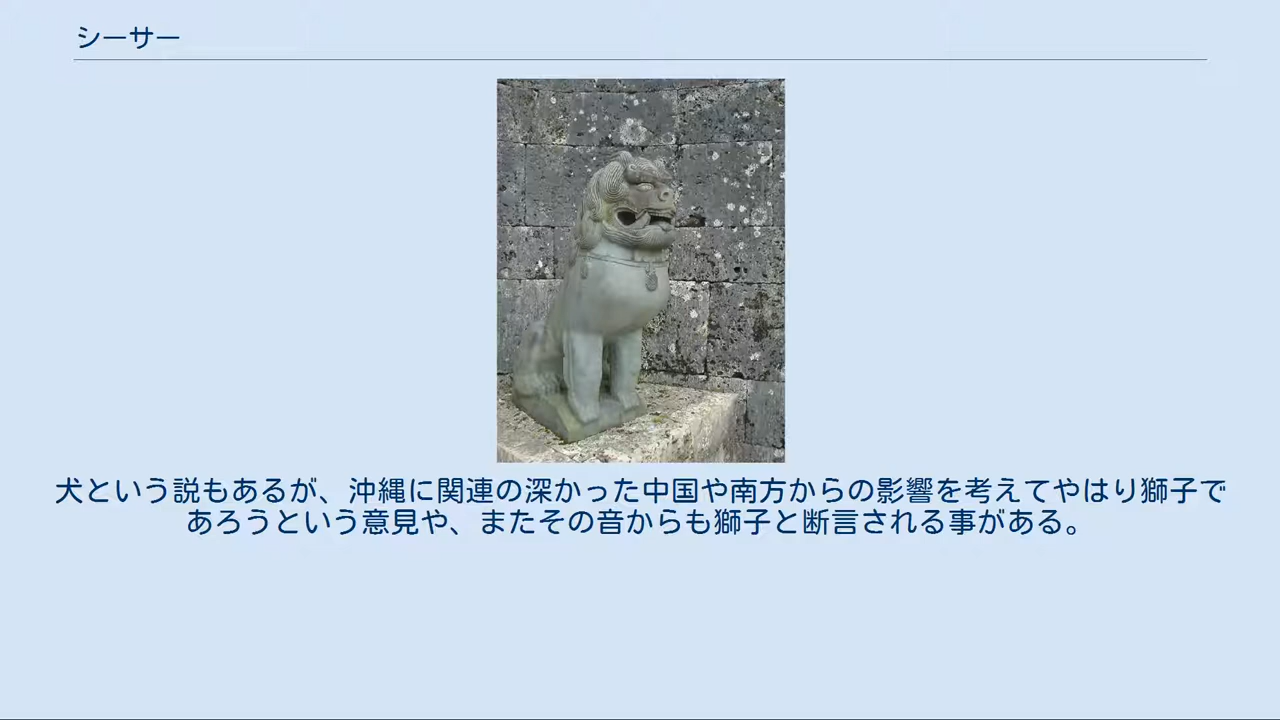 シーサー
犬という説もあるが、沖縄に関連の深かった中国や南方からの影響を考えてやはり獅子で
あろうという意見や、またその音からも獅子と断言される事がある。